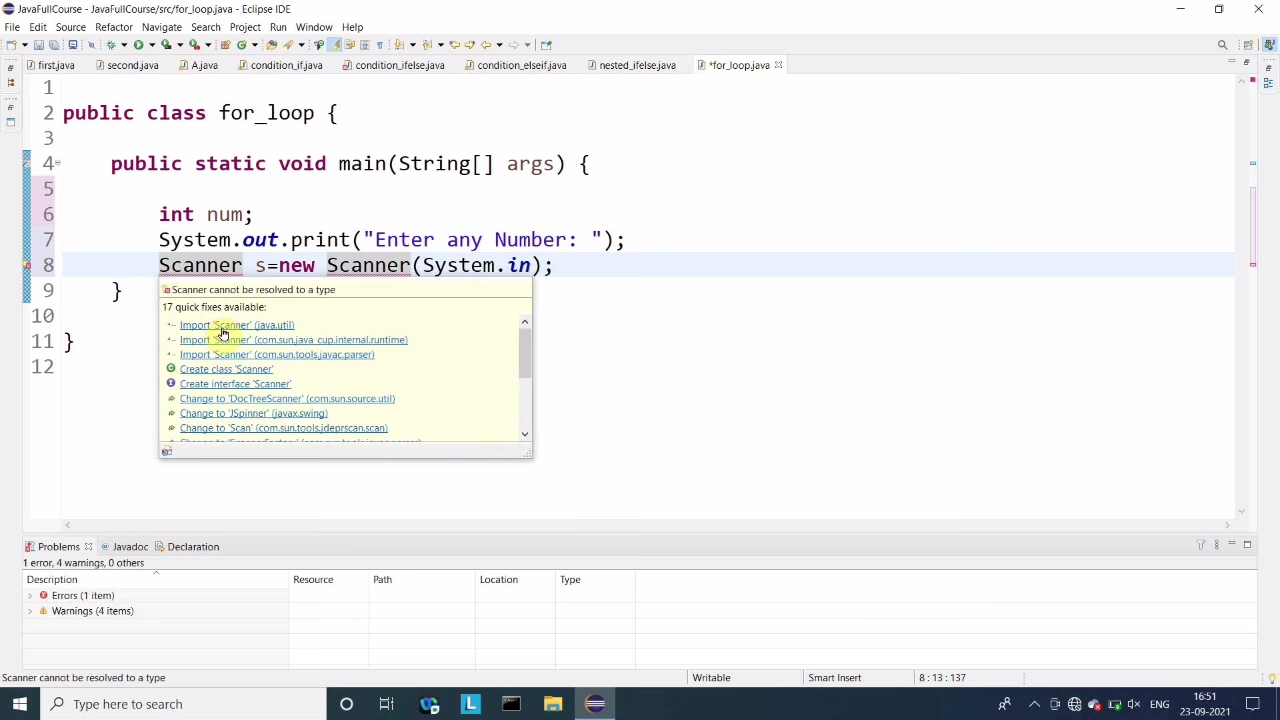 JavaFullCourse - JavaFullCourse/src/for_loop.java - Eclipse IDE
File Edit Source Refactor Navigate Search Project Run Window Help
first.java second.java A.java condition_if.java condition_ifelse.java condition_elseif.java nested_ifelse.java *for_loop.java
1
2 public class for_loop {
3
4 public static void main(String[] args) {
5
6 int num;
7 System.out.print("Enter any Number: ");
8 Scanner s=new Scanner(System.in);
9 }
10
11 }
12
Scanner cannot be resolved to a type
17 quick fixes available:
Import 'Scanner' (java.util)
Import 'Scanner' (com.sun.java_cup.internal.runtime)
Import 'Scanner' (com.sun.tools.javac.parser)
Create class 'Scanner'
Create interface 'Scanner'
Change to 'DocTreeScanner' (com.sun.source.util)
Change to 'JSpinner' (javax.swing)
Change to 'Scan' (com.sun.tools.jdeprscan.scan)
Problems Javadoc Declaration
1 error, 4 warnings, 0 others
Description Resource Path Location Type
Errors (1 item)
Warnings (4 items)
Scanner cannot be resolved to a type Writable Smart Insert 8 : 13 : 137
Type here to search L ENG 16:51
23-09-2021